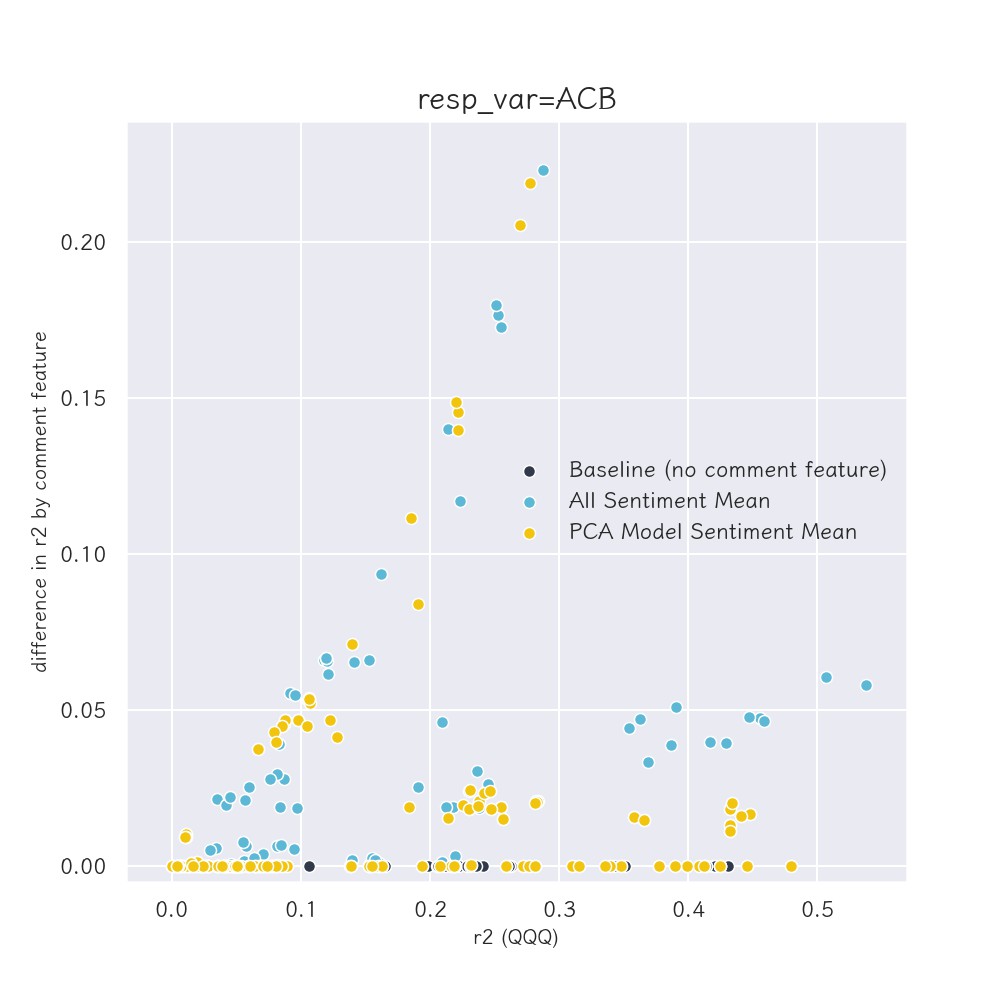 resp_var=ACB
difference in r2 by comment feature
0.20
0.15
0.10
0.05
0.00
Baseline (no comment feature)
All Sentiment Mean
PCA Model Sentiment Mean
0.0 0.1 0.2 0.3 0.4 0.5
r2 (QQQ)